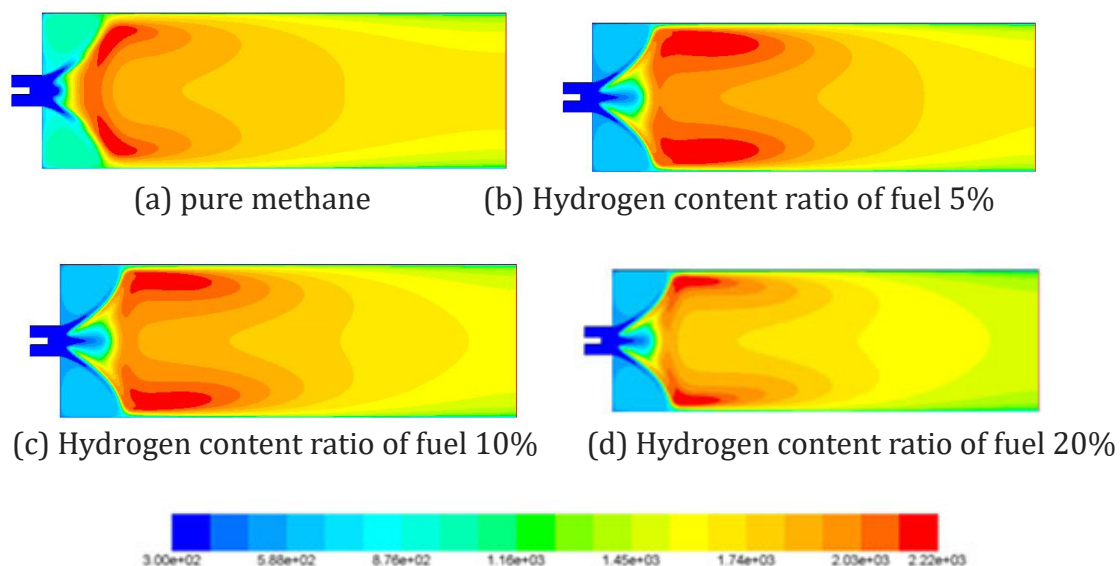 (a) pure methane
(b) Hydrogen content ratio of fuel 5%
(c) Hydrogen content ratio of fuel 10%
(d) Hydrogen content ratio of fuel 20%
3.00e+02 5.88e+02 8.76e+02 1.16e+03 1.45e+03 1.74e+03 2.03e+03 2.22e+03